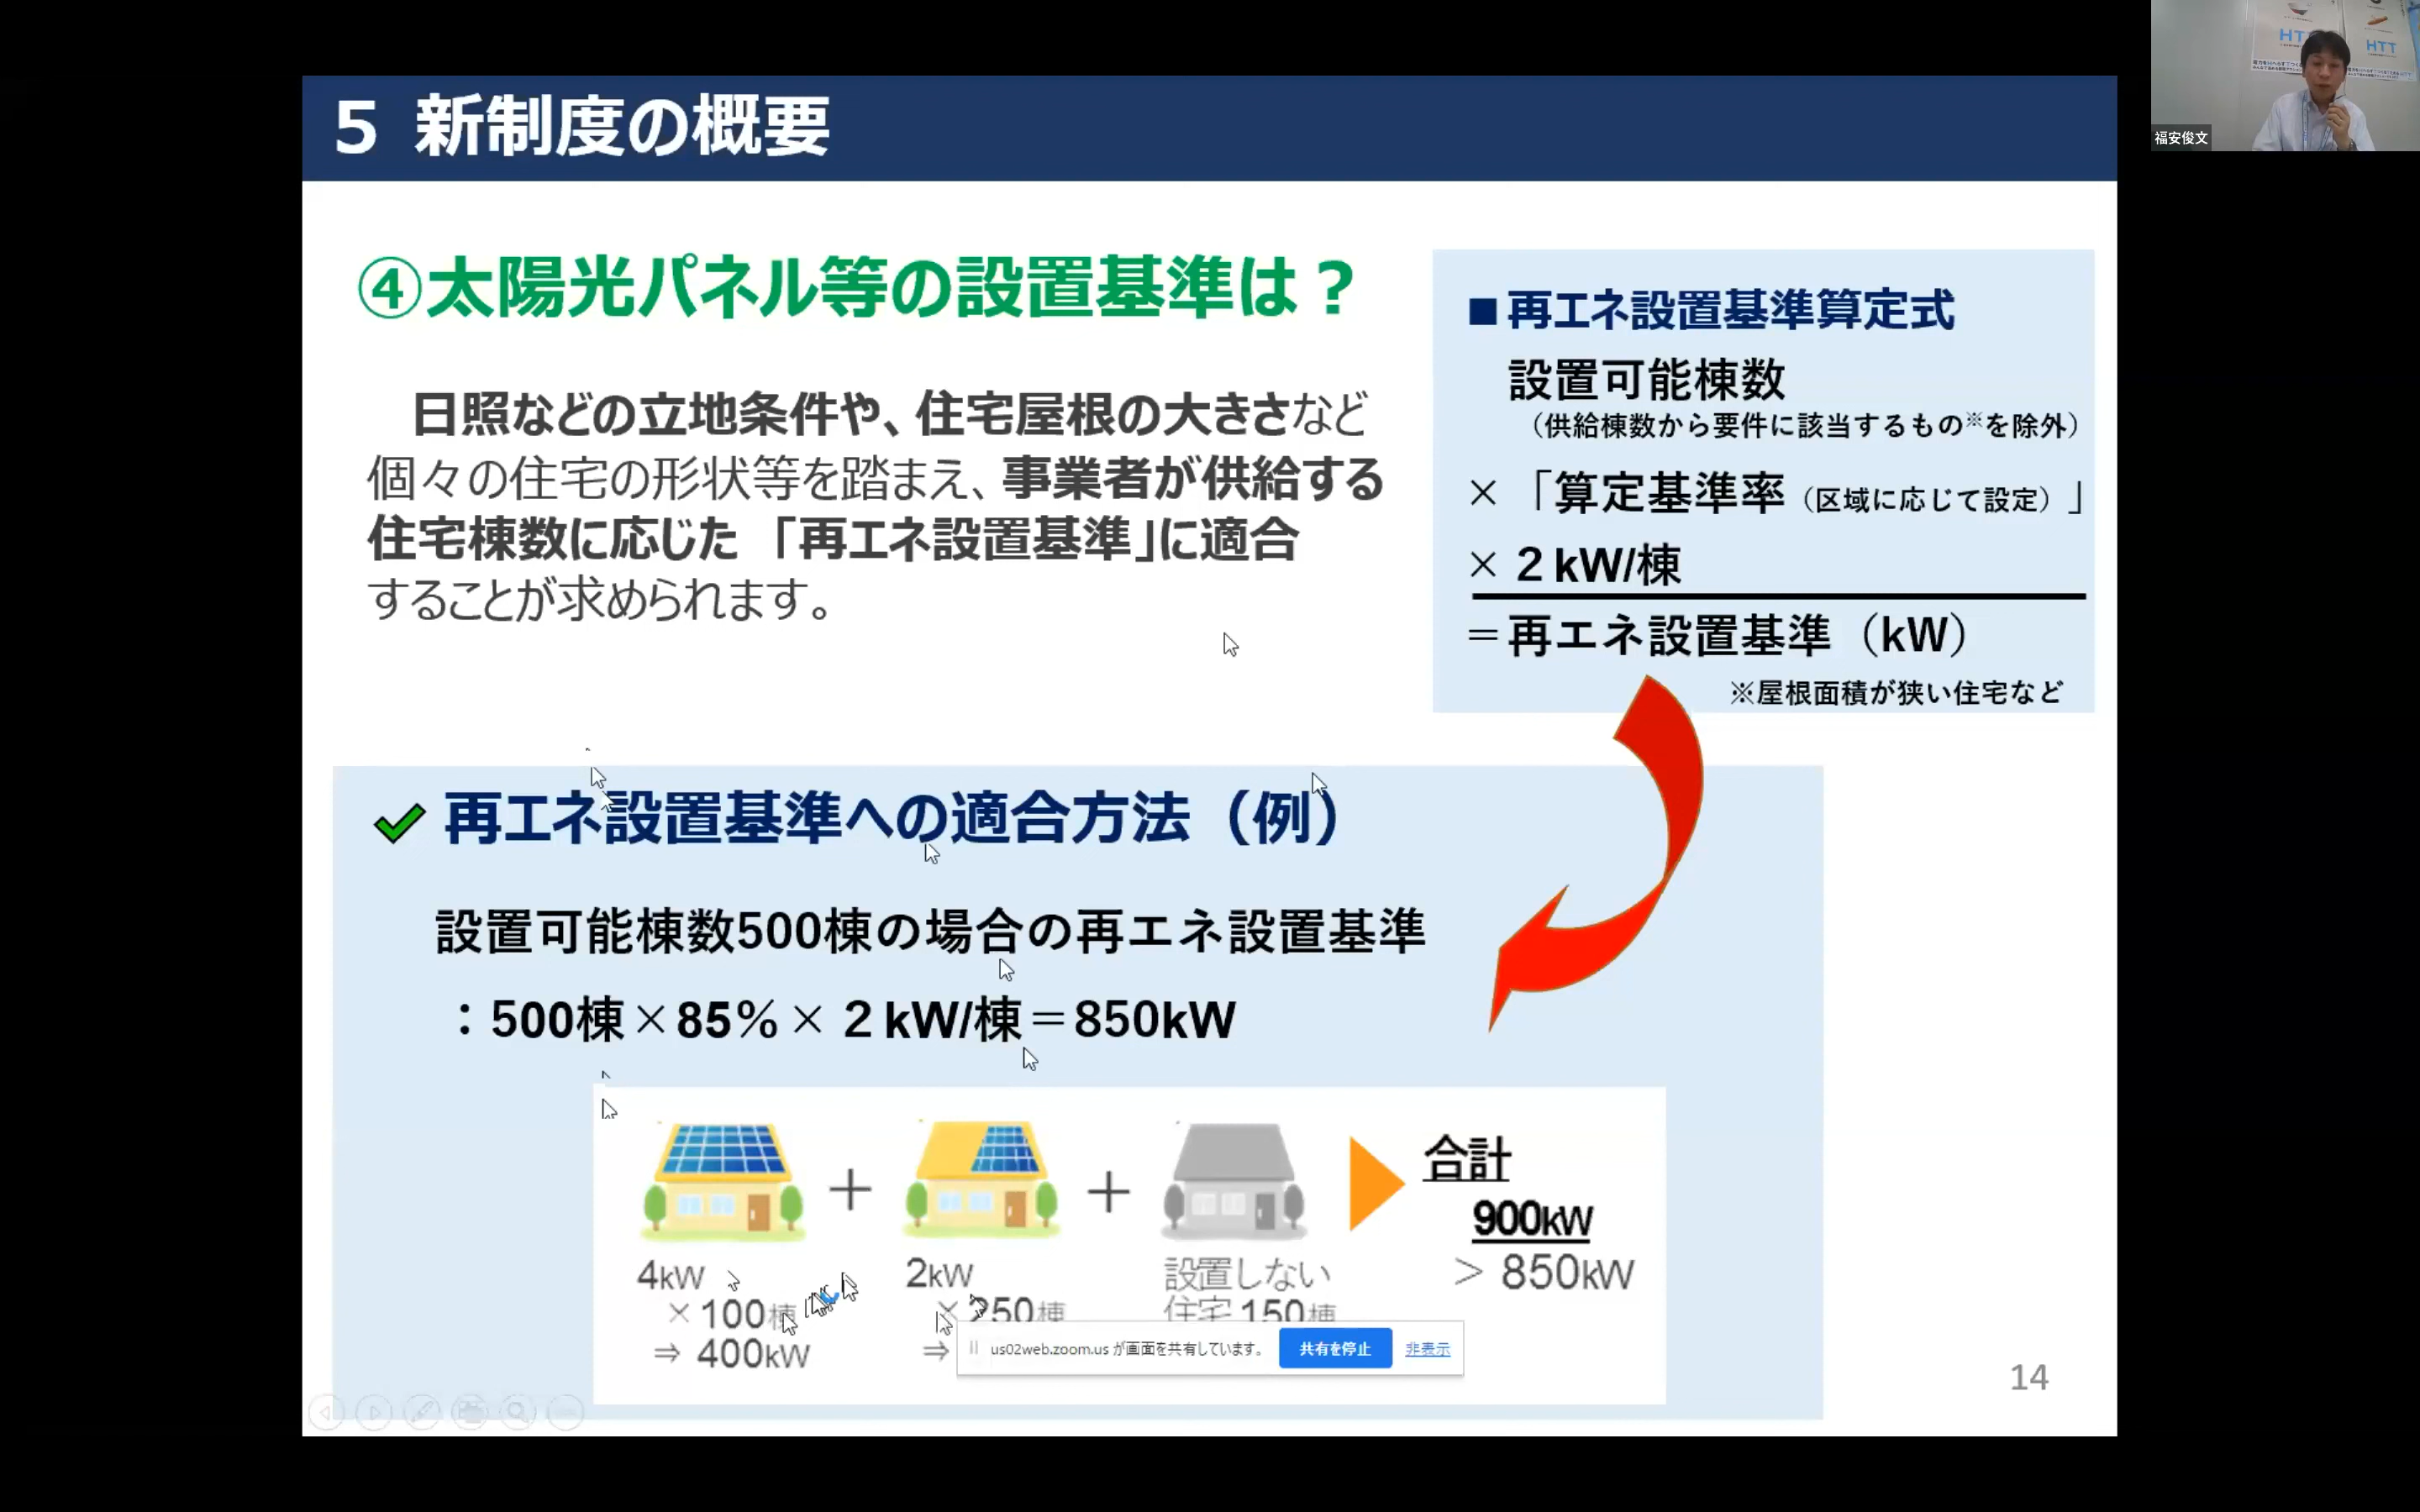 5 新制度の概要
④太陽光パネル等の設置基準は？
日照などの立地条件や、住宅屋根の大きさなど
個々の住宅の形状等を踏まえ、事業者が供給する
住宅棟数に応じた「再エネ設置基準」に適合
することが求められます。
■再エネ設置基準算定式
設置可能棟数
（供給棟数から要件に該当するもの※を除外）
×「算定基準率（区域に応じて設定）」
×２kW/棟
＝再エネ設置基準（kW）
※屋根面積が狭い住宅など
再エネ設置基準への適合方法（例）
設置可能棟数500棟の場合の再エネ設置基準
：500棟×85％×２kW/棟＝850kW
4kW
×100棟
⇒ 400kW
＋
2kW
×250棟
⇒
＋
設置しない
住宅 150棟
合計
900kW
＞ 850kW
us02web.zoom.us が画面を共有しています。
共有を停止
非表示
14
HTT
福安俊文